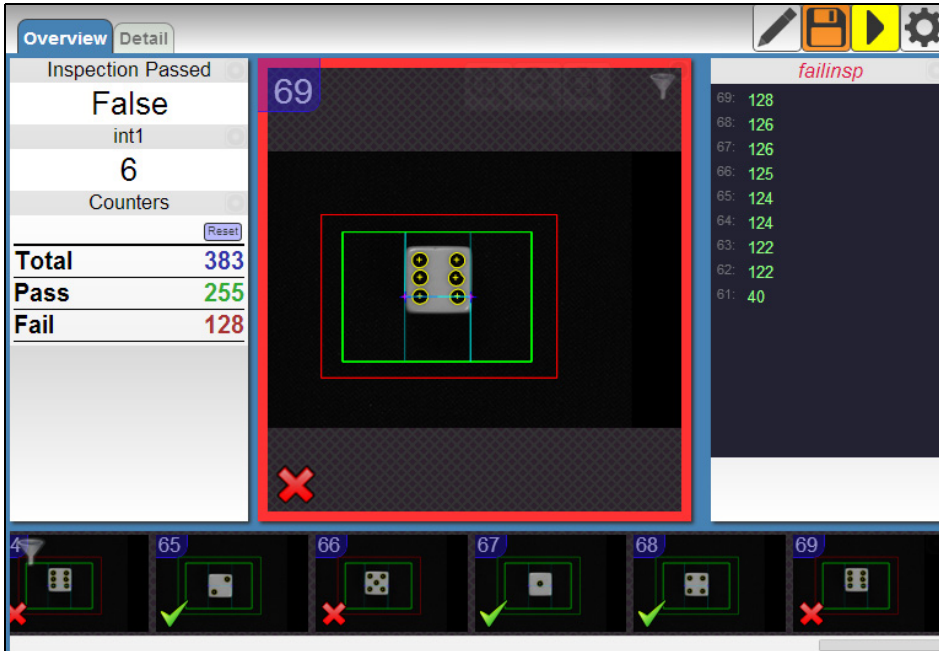 Overview Detail
Inspection Passed
False
int1
6
Counters
Reset
Total 383
Pass 255
Fail 128
69
failinsp
69: 128
68: 126
67: 126
66: 125
65: 124
64: 124
63: 122
62: 122
61: 40
4 65 66 67 68 69